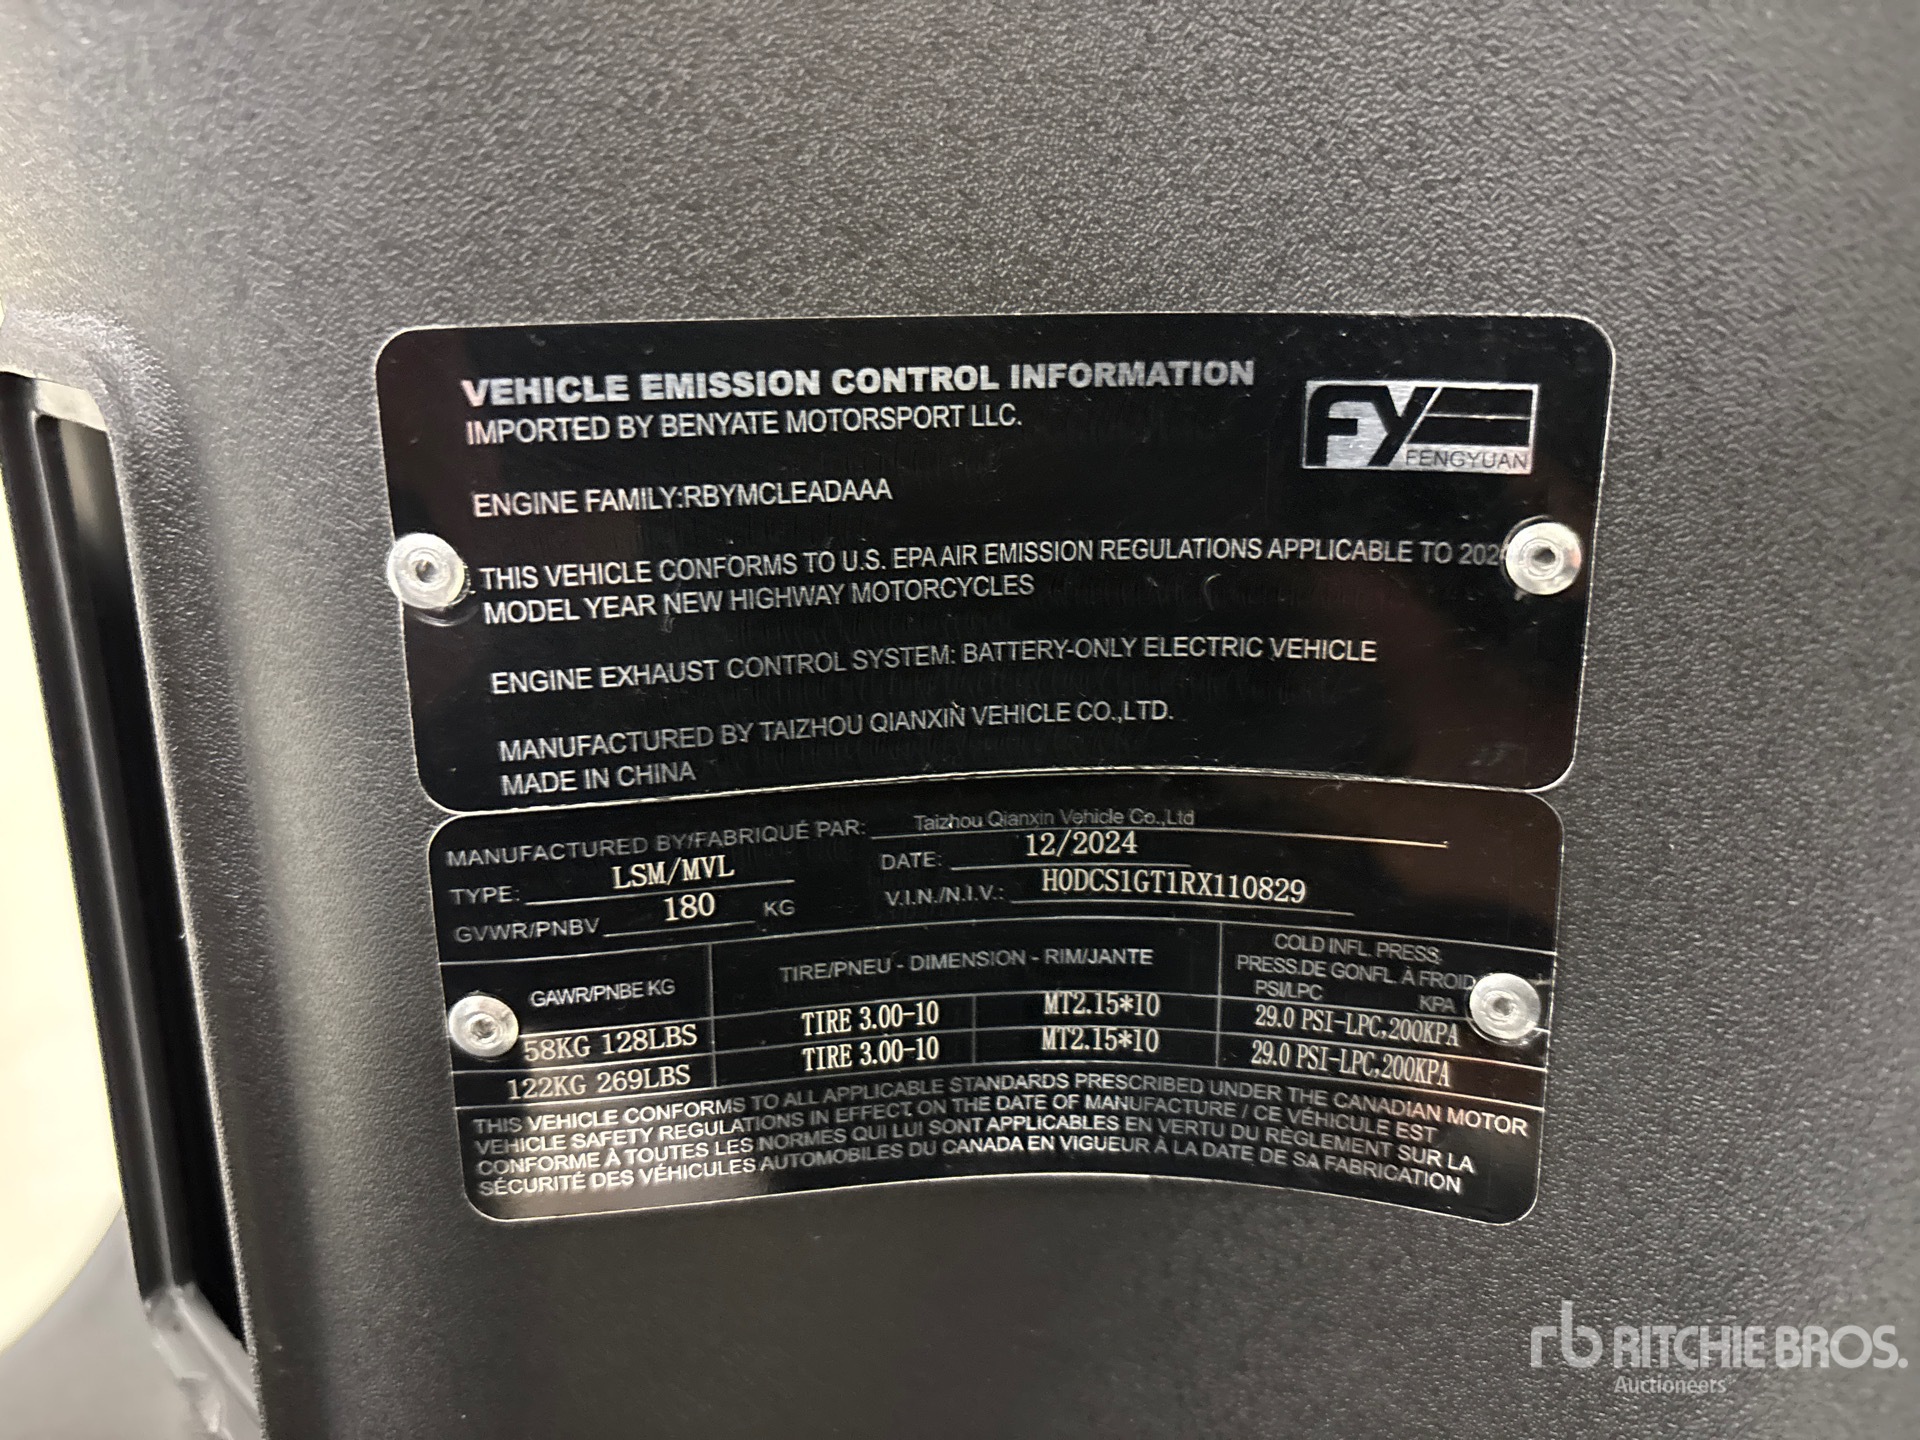 VEHICLE EMISSION CONTROL INFORMATION
IMPORTED BY BENYATE MOTORSPORT LLC.
FY
FENGYUAN
ENGINE FAMILY:RBYMCLEADAAA
THIS VEHICLE CONFORMS TO U.S. EPA AIR EMISSION REGULATIONS APPLICABLE TO
MODEL YEAR NEW HIGHWAY MOTORCYCLES
ENGINE EXHAUST CONTROL SYSTEM: BATTERY-ONLY ELECTRIC VEHICLE
MANUFACTURED BY TAIZHOU QIANXIN VEHICLE CO.,LTD.
MADE IN CHINA
MANUFACTURED BY/FABRIQUÉ PAR: Taizhou Qianxin Vehicle Co.,Ltd
TYPE: LSM/MVL DATE: 12/2024
GVWR/PNBV 180 KG V.I.N./N.I.V.: H0DCS1GT1RX110829
GAWR/PNBE KG TIRE/PNEU - DIMENSION - RIM/JANTE COLD INFL. PRESS.
PRESS.DE GONFL. À FROID
PSI/LPC KPA
58KG 128LBS TIRE 3.00-10 MT2.15*10 29.0 PSI-LPC,200KPA
122KG 269LBS TIRE 3.00-10 MT2.15*10 29.0 PSI-LPC,200KPA
THIS VEHICLE CONFORMS TO ALL APPLICABLE STANDARDS PRESCRIBED UNDER THE CANADIAN MOTOR
VEHICLE SAFETY REGULATIONS IN EFFECT ON THE DATE OF MANUFACTURE / CE VÉHICULE EST
CONFORME À TOUTES LES NORMES QUI LUI SONT APPLICABLES EN VERTU DU RÈGLEMENT SUR LA
SÉCURITÉ DES VÉHICULES AUTOMOBILES DU CANADA EN VIGUEUR À LA DATE DE SA FABRICATION
rb RITCHIE BROS.
Auctioneers